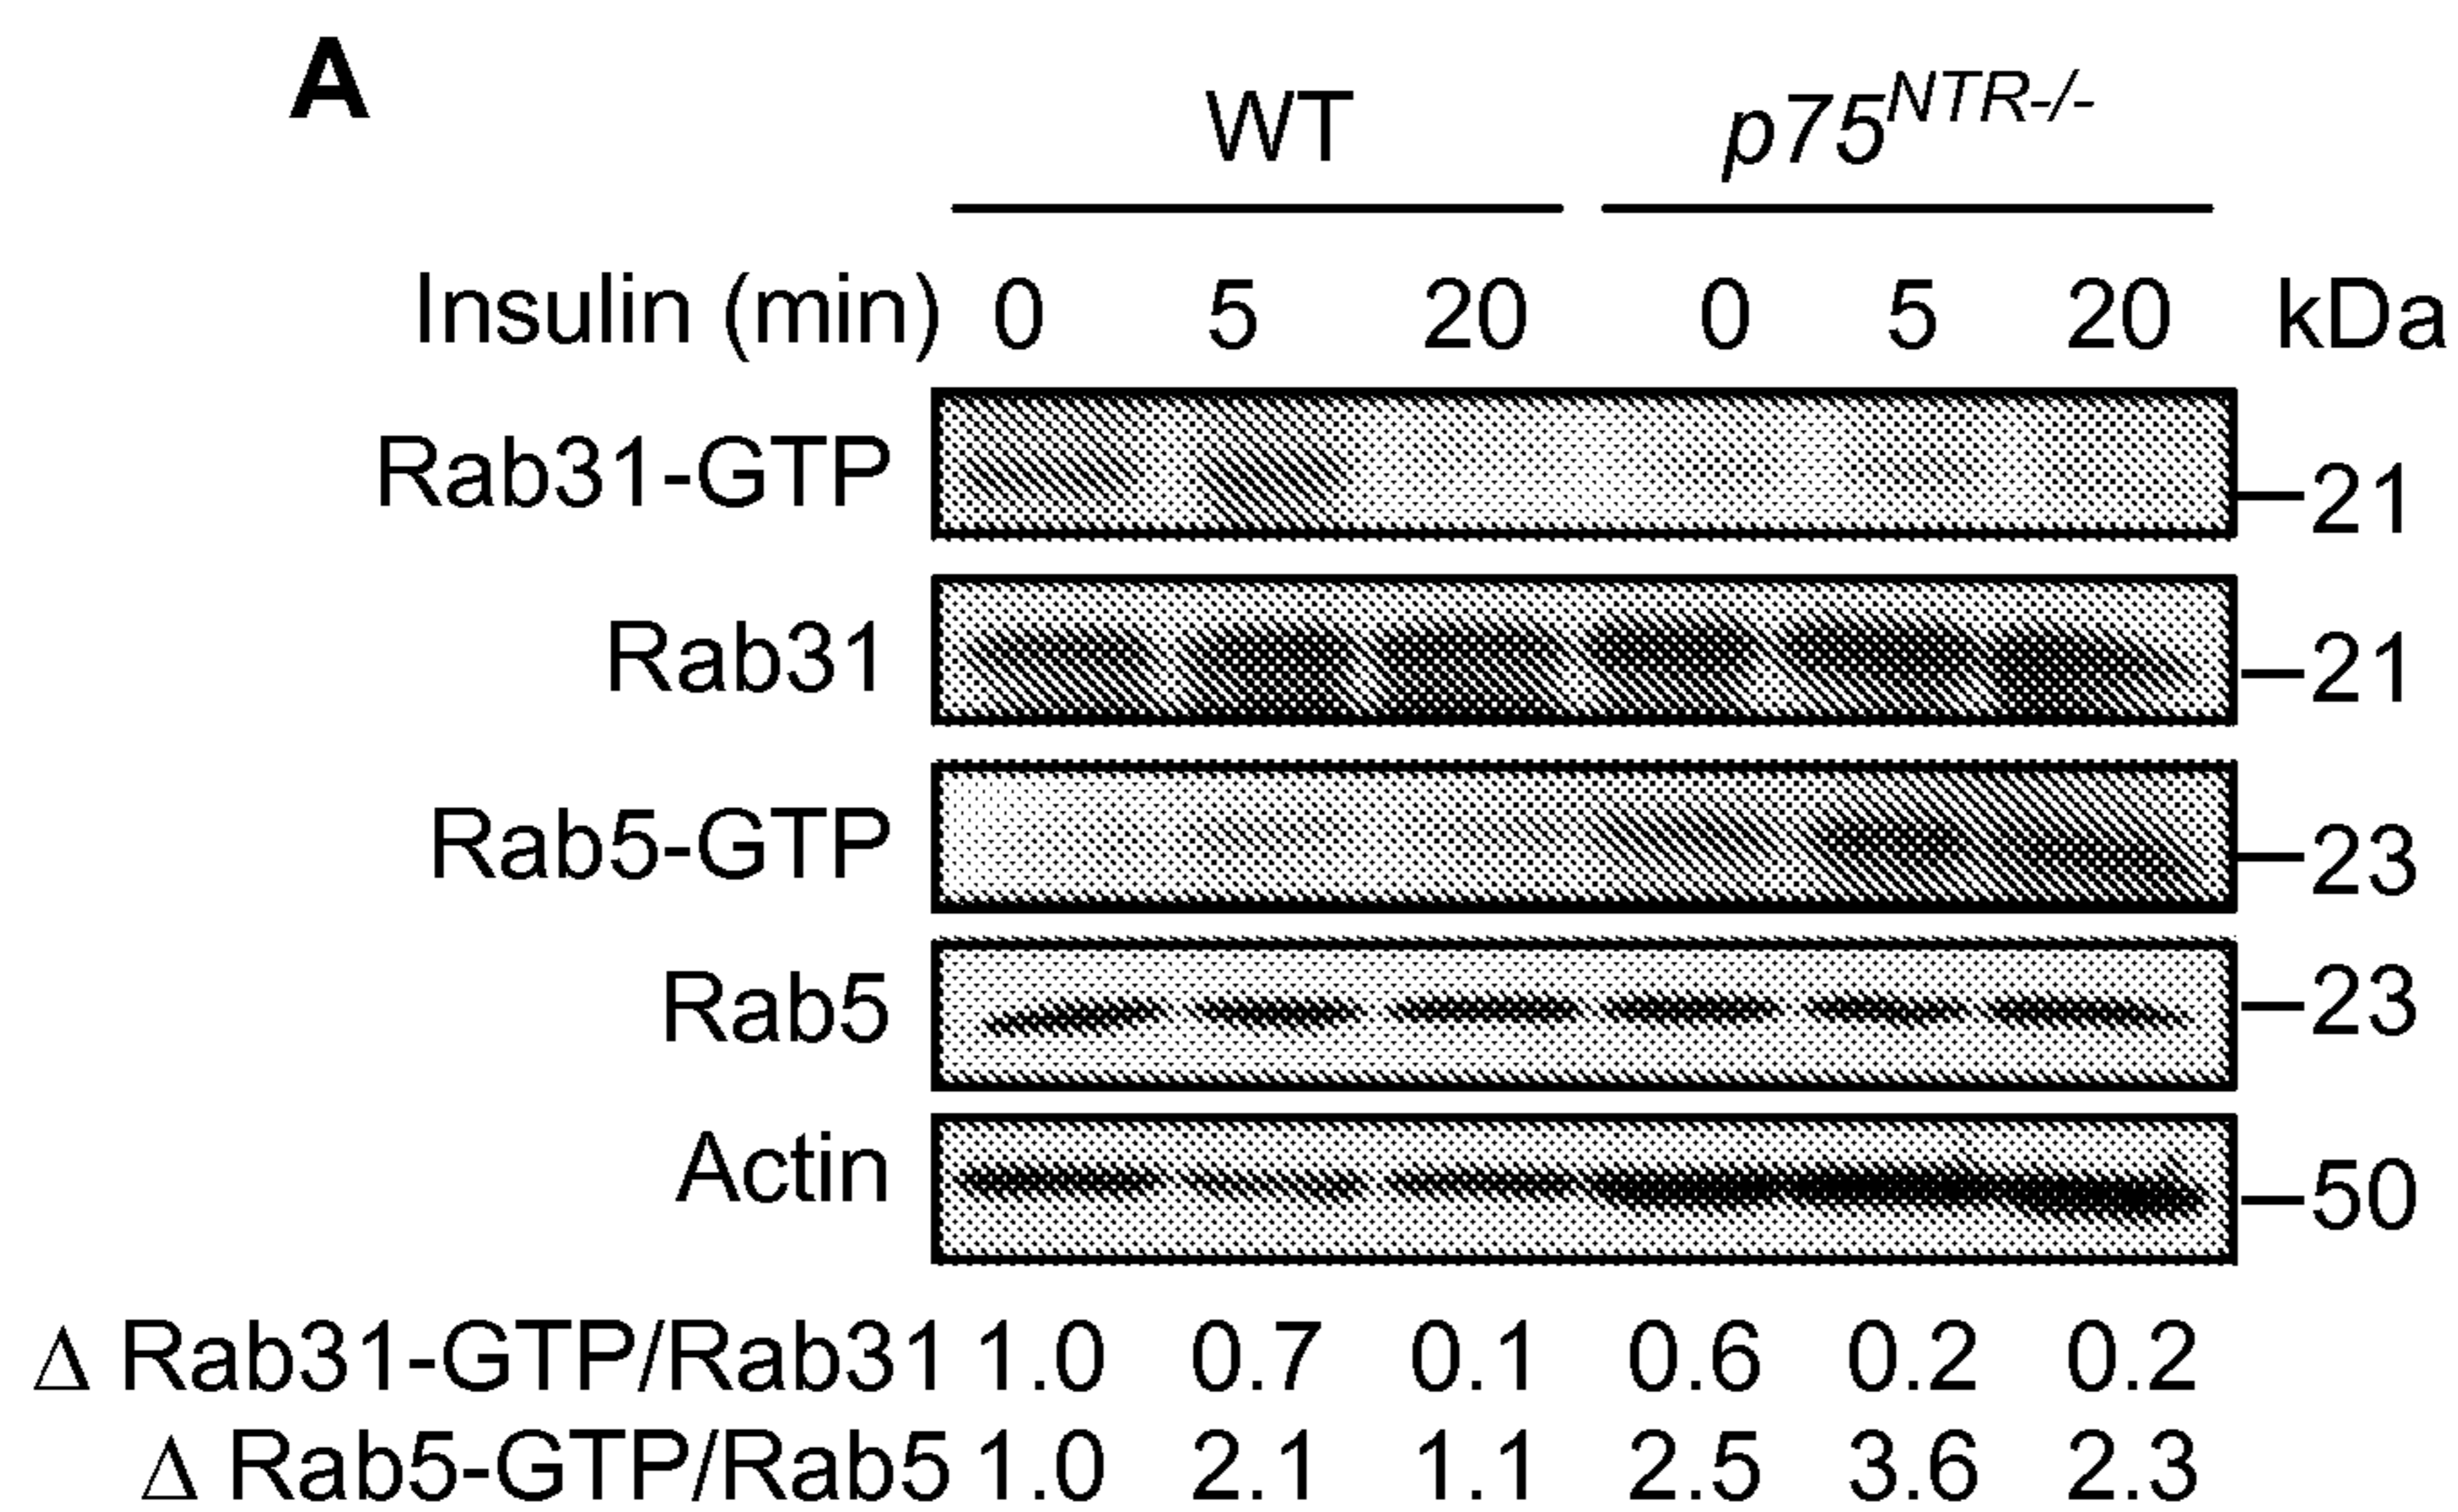 A
WT p75NTR-/-
Insulin (min) 0 5 20 0 5 20 kDa
Rab31-GTP 21
Rab31 21
Rab5-GTP 23
Rab5 23
Actin 50
Δ Rab31-GTP/Rab31 1.0 0.7 0.1 0.6 0.2 0.2
Δ Rab5-GTP/Rab5 1.0 2.1 1.1 2.5 3.6 2.3